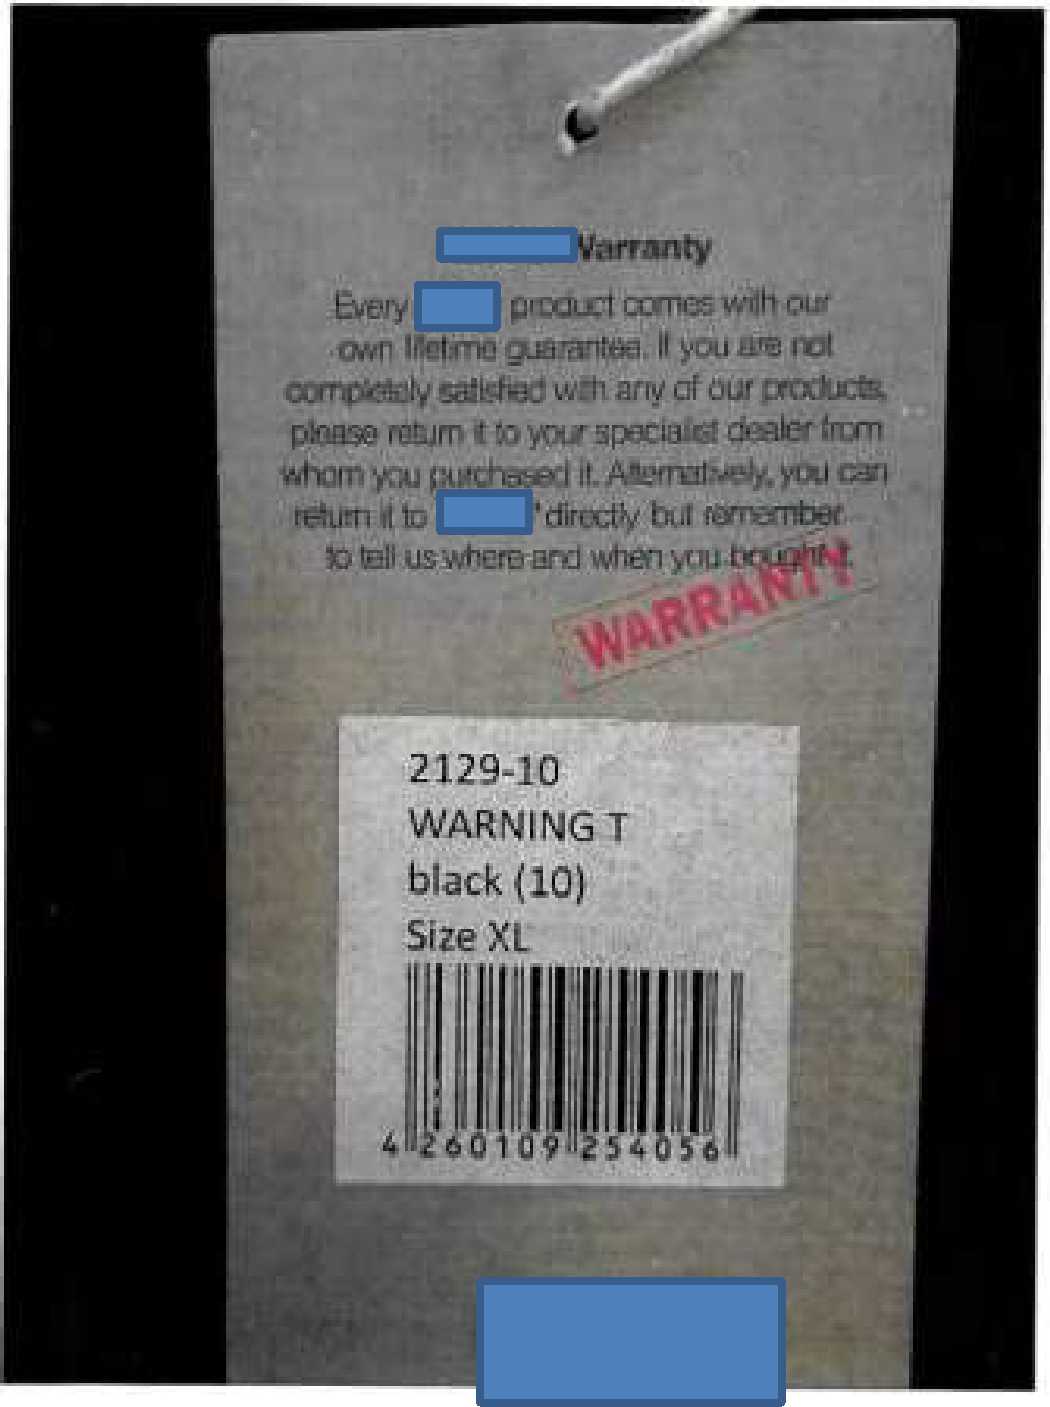 Warranty
Every product comes with our
own lifetime guarantee. If you are not
completely satisfied with any of our products,
please return it to your specialist dealer from
whom you purchased it. Alternatively, you can
return it to directly but remember
to tell us where and when you bought it.
WARRANTY
2129-10
WARNING T
black (10)
Size XL
4 260109 254056